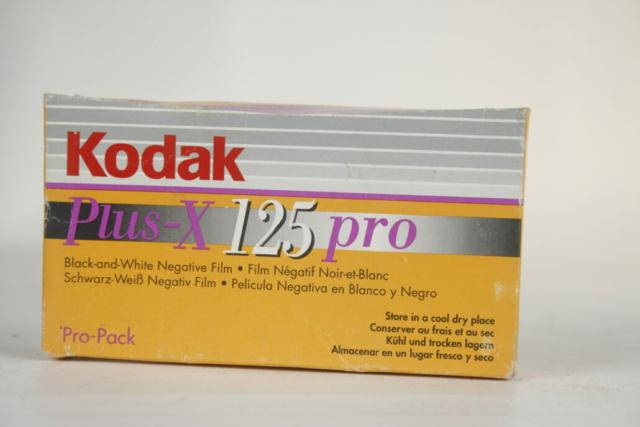 Kodak
Plus-X 125 pro
Black-and-White Negative Film • Film Négatif Noir-et-Blanc
Schwarz-Weiß Negativ Film • Película Negativa en Blanco y Negro
Store in a cool dry place
Conserver au frais et au sec
Kühl und trocken lagern
Almacenar en un lugar fresco y seco
Pro-Pack